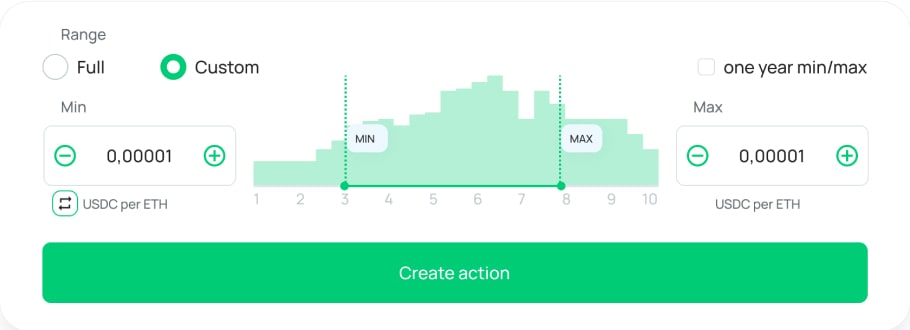 Range
Full Custom one year min/max
Min Max
MIN MAX
0,00001 0,00001
1 2 3 4 5 6 7 8 9 10
USDC per ETH USDC per ETH
Create action